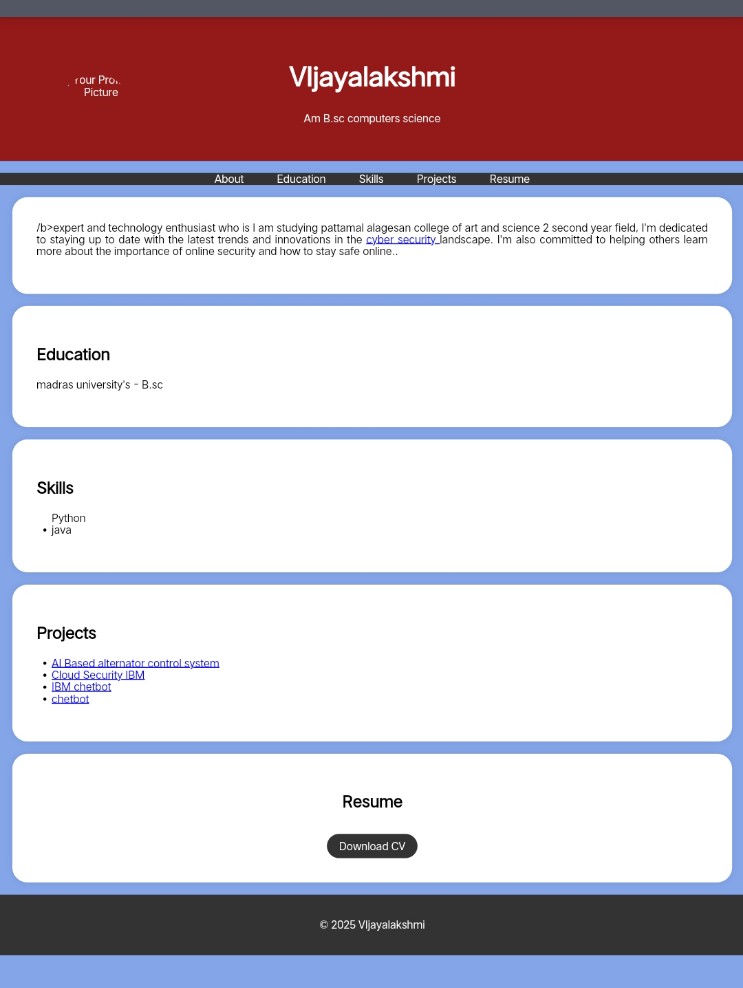 our Pro
Picture
VIjayalakshmi
Am B.sc computers science
About Education Skills Projects Resume
/b>expert and technology enthusiast who is I am studying pattamal alagesan college of art and science 2 second year field, I'm dedicated
to staying up to date with the latest trends and innovations in the cyber security landscape. I'm also committed to helping others learn
more about the importance of online security and how to stay safe online..
Education
madras university's - B.sc
Skills
Python
• java
Projects
• AI Based alternator control system
• Cloud Security IBM
• IBM chetbot
• chetbot
Resume
Download CV
© 2025 VIjayalakshmi